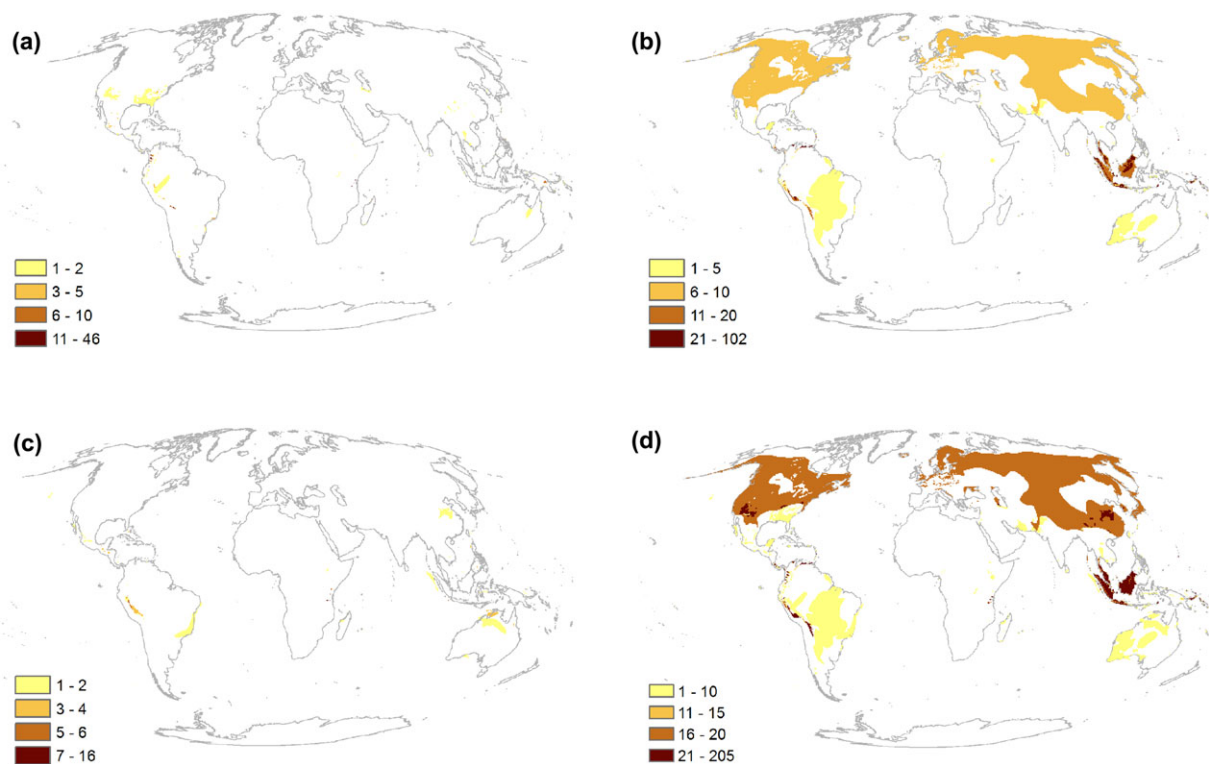 (a)
1 - 2
3 - 5
6 - 10
11 - 46
(b)
1 - 5
6 - 10
11 - 20
21 - 102
(c)
1 - 2
3 - 4
5 - 6
7 - 16
(d)
1 - 10
11 - 15
16 - 20
21 - 205